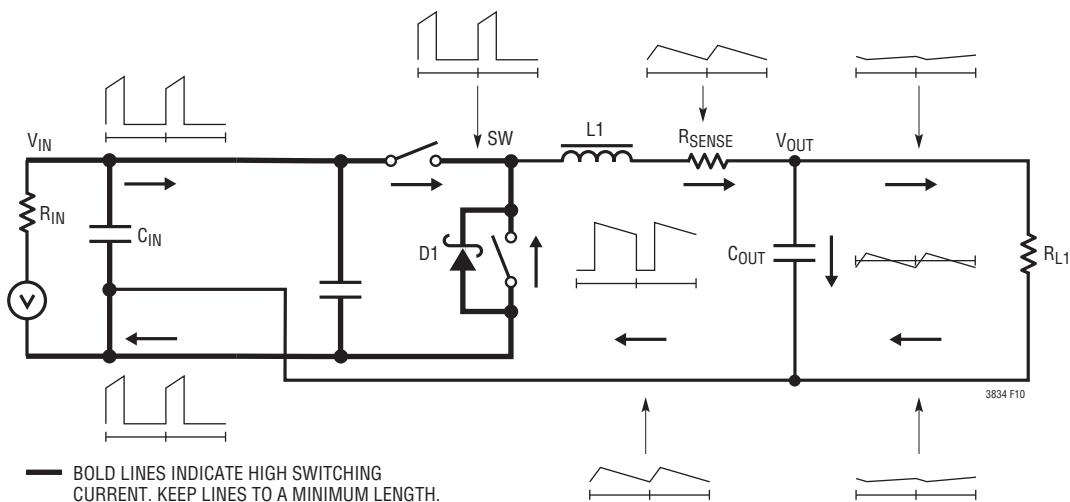 SW
L1
RSENSE
VOUT
VIN
RIN
CIN
D1
COUT
RL1
V
3834 F10
BOLD LINES INDICATE HIGH SWITCHING
CURRENT. KEEP LINES TO A MINIMUM LENGTH.